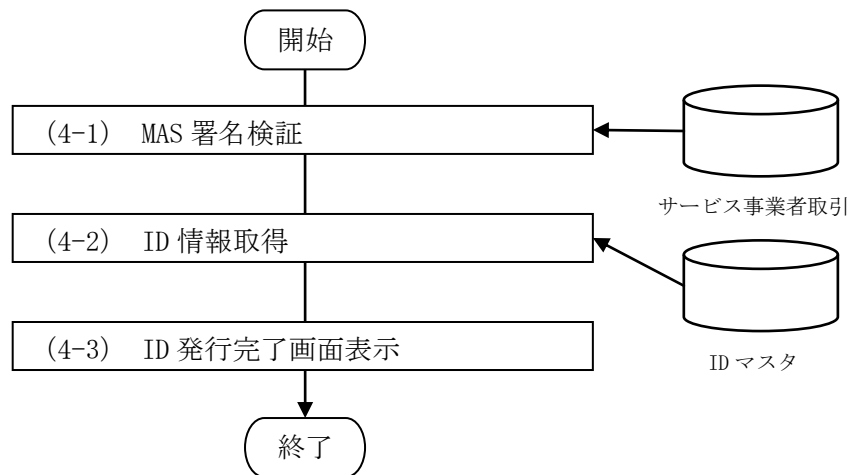 開始
(4-1) MAS 署名検証
サービス事業者取引
(4-2) ID 情報取得
(4-3) ID 発行完了画面表示
ID マスタ
終了